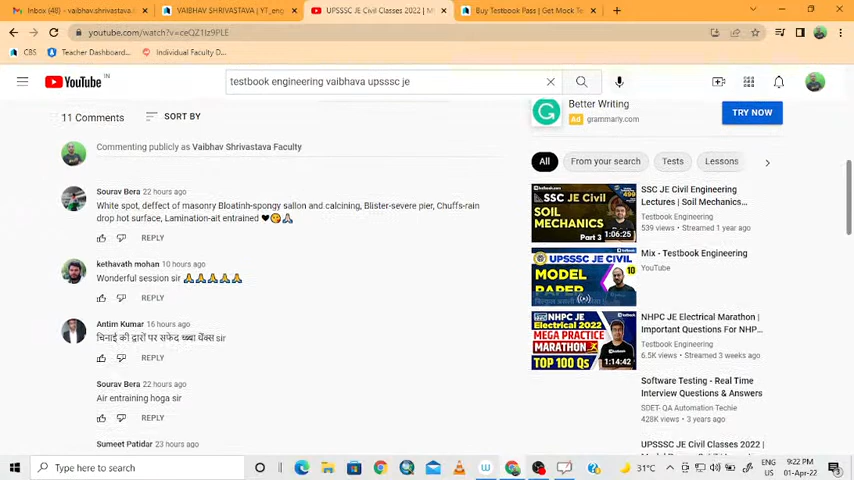 Inbox (48) - vaibhav.shrivastava.
VAIBHAV SHRIVASTAVA | YT_eng
UPSSSC JE Civil Classes 2022 | M
Buy Testbook Pass | Get Mock Te
youtube.com/watch?v=ceQZ1Iz9PLE
CBS
Teacher Dashboard...
Individual Faculty D...
YouTube IN
testbook engineering vaibhava upsssc je
11 Comments
SORT BY
Commenting publicly as Vaibhav Shrivastava Faculty
Sourav Bera 22 hours ago
White spot, deffect of masonry Bloatinh-spongy sallon and calcining, Blister-severe pier, Chuffs-rain
drop hot surface, Lamination-ait entrained ❤😘🙏
REPLY
kethavath mohan 10 hours ago
Wonderful session sir 🙏🙏🙏🙏🙏
REPLY
Antim Kumar 16 hours ago
चिनाई की द्वारों पर सफेद धब्बा थैंक्स sir
REPLY
Sourav Bera 22 hours ago
Air entraining hoga sir
REPLY
Sumeet Patidar 23 hours ago
Better Writing
Ad grammarly.com
TRY NOW
All
From your search
Tests
Lessons
SSC JE Civil
SOIL
MECHANICS
Part 3
1:06:25
SSC JE Civil Engineering
Lectures | Soil Mechanics...
Testbook Engineering
539 views • Streamed 1 year ago
UPSSSC JE CIVIL
MODEL
PAPER
10
Mix - Testbook Engineering
YouTube
NHPC JE
Electrical 2022
MEGA PRACTICE
MARATHON
TOP 100 Qs
1:14:42
NHPC JE Electrical Marathon |
Important Questions For NHP...
Testbook Engineering
6.5K views • Streamed 3 weeks ago
Software Testing - Real Time
Interview Questions & Answers
SDET- QA Automation Techie
428K views • 3 years ago
UPSSSC JE Civil Classes 2022 |
Type here to search
31°C
ENG
US
9:22 PM
01-Apr-22